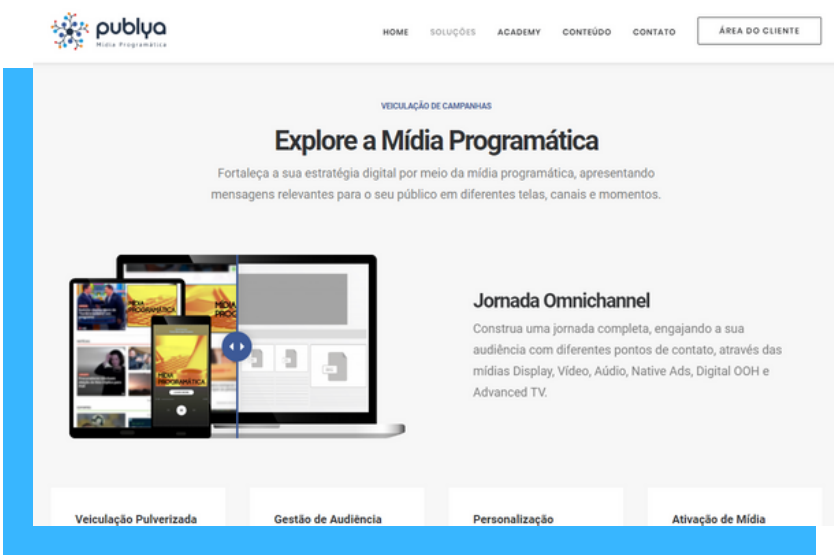 publya
Mídia Programática
HOME
SOLUÇÕES
ACADEMY
CONTEÚDO
CONTATO
ÁREA DO CLIENTE
VEICULAÇÃO DE CAMPANHAS
Explore a Mídia Programática
Fortaleça a sua estratégia digital por meio da mídia programática, apresentando
mensagens relevantes para o seu público em diferentes telas, canais e momentos.
MÍDIA
PROGRAMÁTICA
Jornada Omnichannel
Construa uma jornada completa, engajando a sua
audiência com diferentes pontos de contato, através das
mídias Display, Vídeo, Aúdio, Native Ads, Digital OOH e
Advanced TV.
Veiculação Pulverizada
Gestão de Audiência
Personalização
Ativação de Mídia